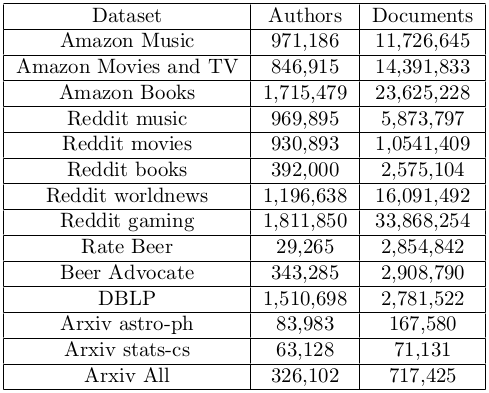 Dataset Authors Documents
Amazon Music 971,186 11,726,645
Amazon Movies and TV 846,915 14,391,833
Amazon Books 1,715,479 23,625,228
Reddit music 969,895 5,873,797
Reddit movies 930,893 1,0541,409
Reddit books 392,000 2,575,104
Reddit worldnews 1,196,638 16,091,492
Reddit gaming 1,811,850 33,868,254
Rate Beer 29,265 2,854,842
Beer Advocate 343,285 2,908,790
DBLP 1,510,698 2,781,522
Arxiv astro-ph 83,983 167,580
Arxiv stats-cs 63,128 71,131
Arxiv All 326,102 717,425